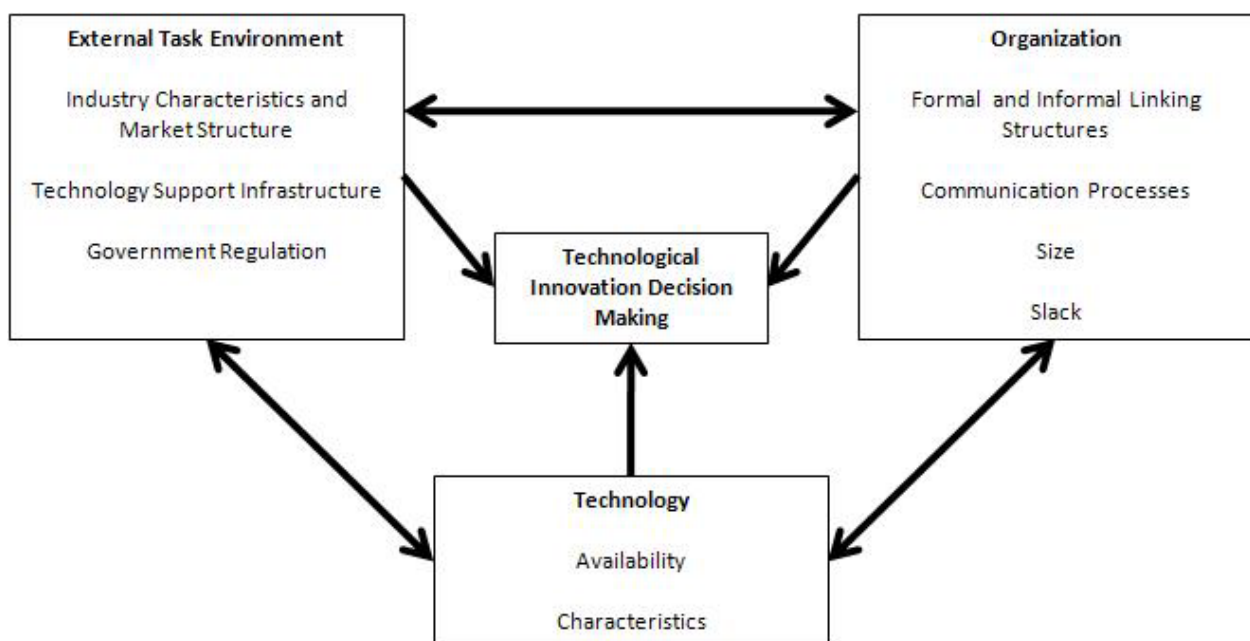 External Task Environment
Industry Characteristics and
Market Structure
Technology Support Infrastructure
Government Regulation
Organization
Formal and Informal Linking
Structures
Communication Processes
Size
Slack
Technological
Innovation Decision
Making
Technology
Availability
Characteristics